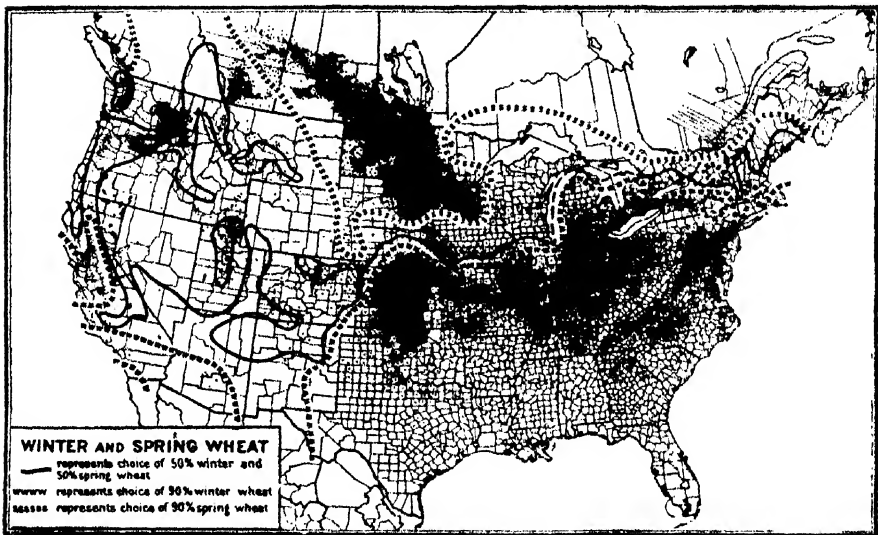 WINTER AND SPRING WHEAT
represents choice of 50% winter and
50% spring wheat
represents choice of 90% winter wheat
represents choice of 90% spring wheat